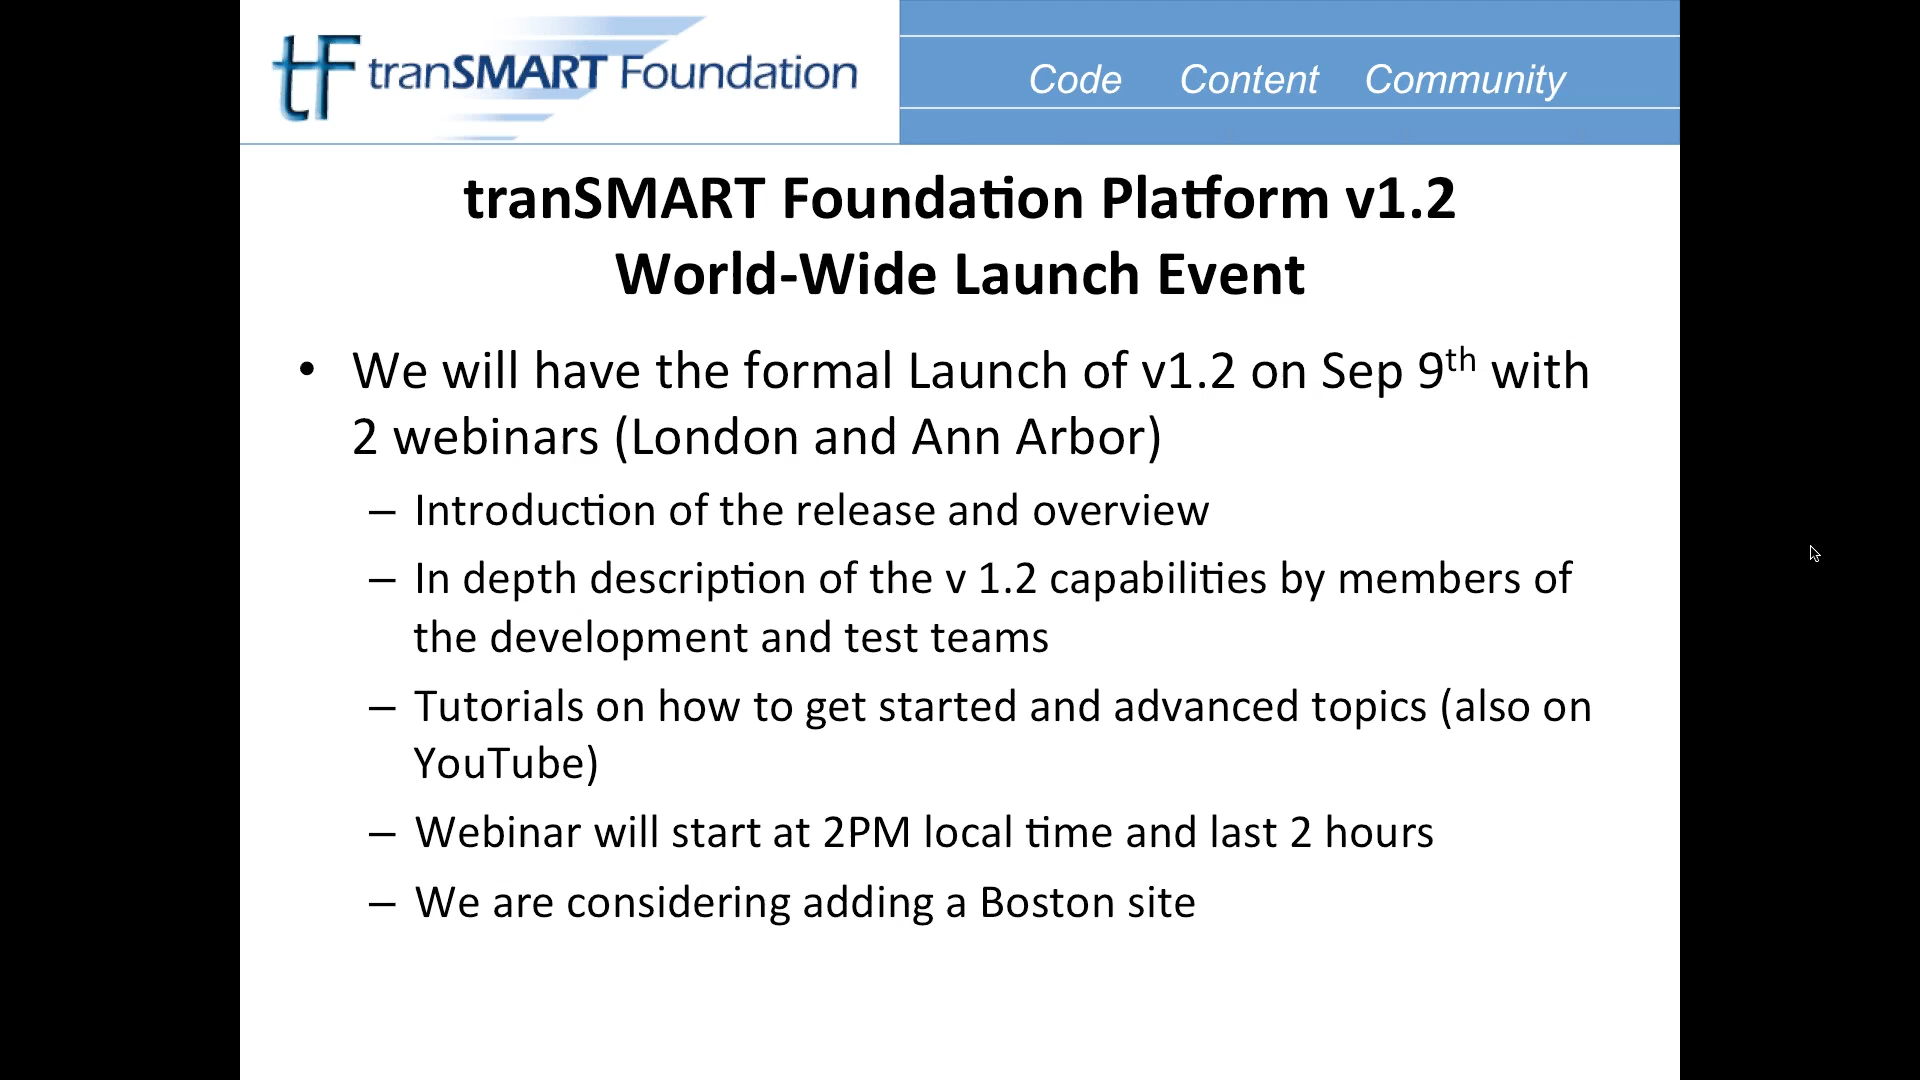 tF tranSMART Foundation
Code Content Community
tranSMART Foundation Platform v1.2
World-Wide Launch Event
• We will have the formal Launch of v1.2 on Sep 9th with
2 webinars (London and Ann Arbor)
– Introduction of the release and overview
– In depth description of the v 1.2 capabilities by members of
the development and test teams
– Tutorials on how to get started and advanced topics (also on
YouTube)
– Webinar will start at 2PM local time and last 2 hours
– We are considering adding a Boston site